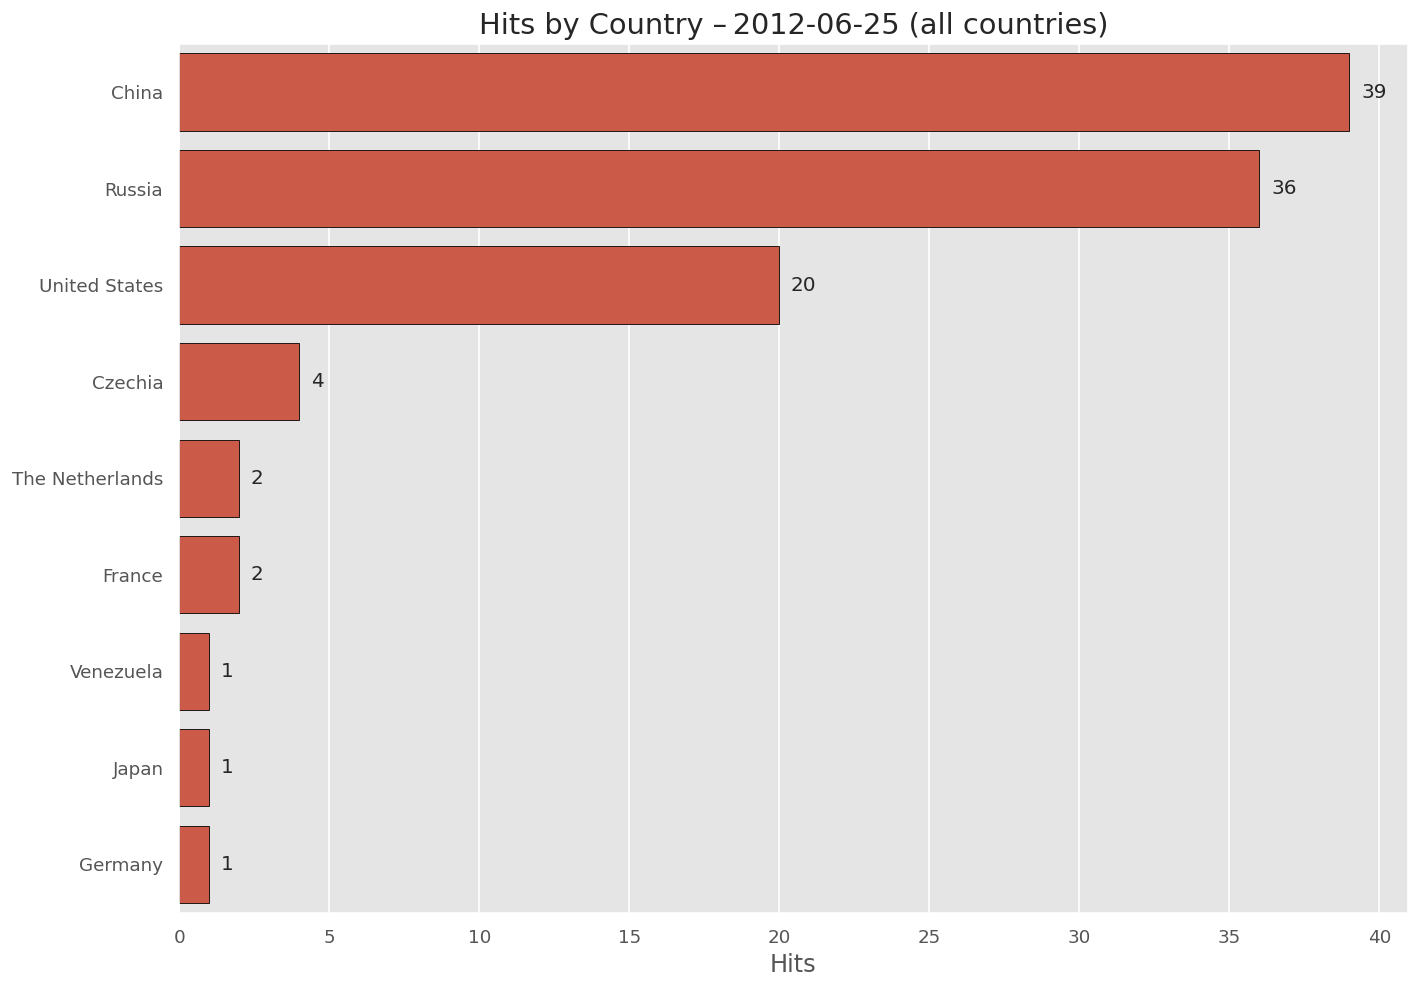 Hits by Country – 2012-06-25 (all countries)
China 39
Russia 36
United States 20
Czechia 4
The Netherlands 2
France 2
Venezuela 1
Japan 1
Germany 1
0 5 10 15 20 25 30 35 40
Hits